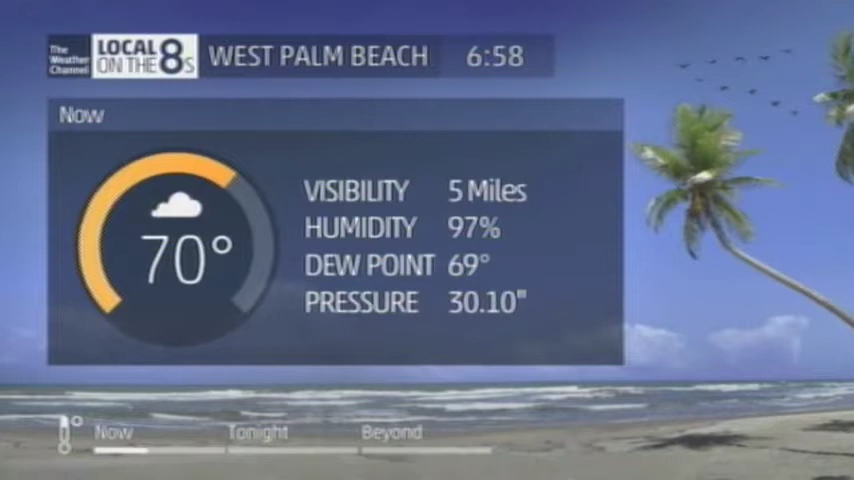 The Weather Channel LOCAL ON THE 8s WEST PALM BEACH 6:58
Now
70°
VISIBILITY 5 Miles
HUMIDITY 97%
DEW POINT 69°
PRESSURE 30.10"
Now Tonight Beyond